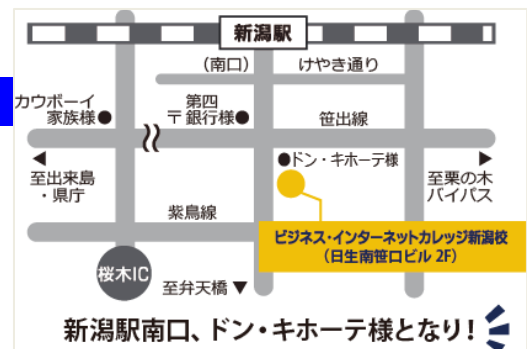 新潟駅
(南口)
けやき通り
カウボーイ
家族様●
第四
〒銀行様●
笹出線
◀
至出来島
・県庁
●ドン・キホーテ様
▶
至栗の木
バイパス
紫鳥線
ビジネス・インターネットカレッジ新潟校
(日生南笹口ビル 2F)
桜木IC
至弁天橋▼
新潟駅南口、ドン・キホーテ様となり!